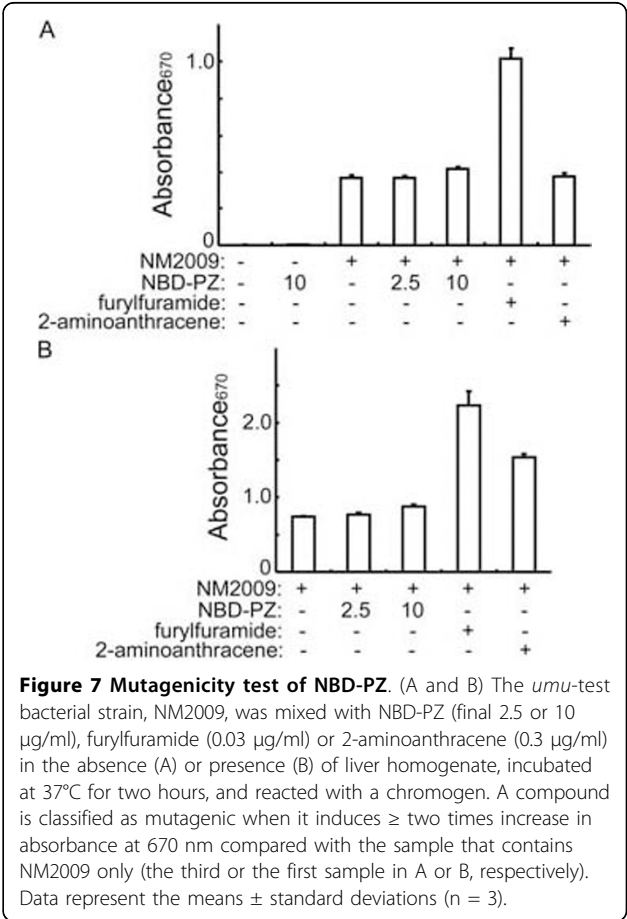 A
Absorbance670
1.0
0
NM2009: - - + + + + +
NBD-PZ: - 10 - 2.5 10 - -
furylfuramide: - - - - - + -
2-aminoanthracene: - - - - - - +
B
Absorbance670
2.0
1.0
0
NM2009: + + + + +
NBD-PZ: - 2.5 10 - -
furylfuramide: - - - + -
2-aminoanthracene: - - - - +
Figure 7 Mutagenicity test of NBD-PZ. (A and B) The umu-test
bacterial strain, NM2009, was mixed with NBD-PZ (final 2.5 or 10
μg/ml), furylfuramide (0.03 μg/ml) or 2-aminoanthracene (0.3 μg/ml)
in the absence (A) or presence (B) of liver homogenate, incubated
at 37°C for two hours, and reacted with a chromogen. A compound
is classified as mutagenic when it induces ≥ two times increase in
absorbance at 670 nm compared with the sample that contains
NM2009 only (the third or the first sample in A or B, respectively).
Data represent the means ± standard deviations (n = 3).